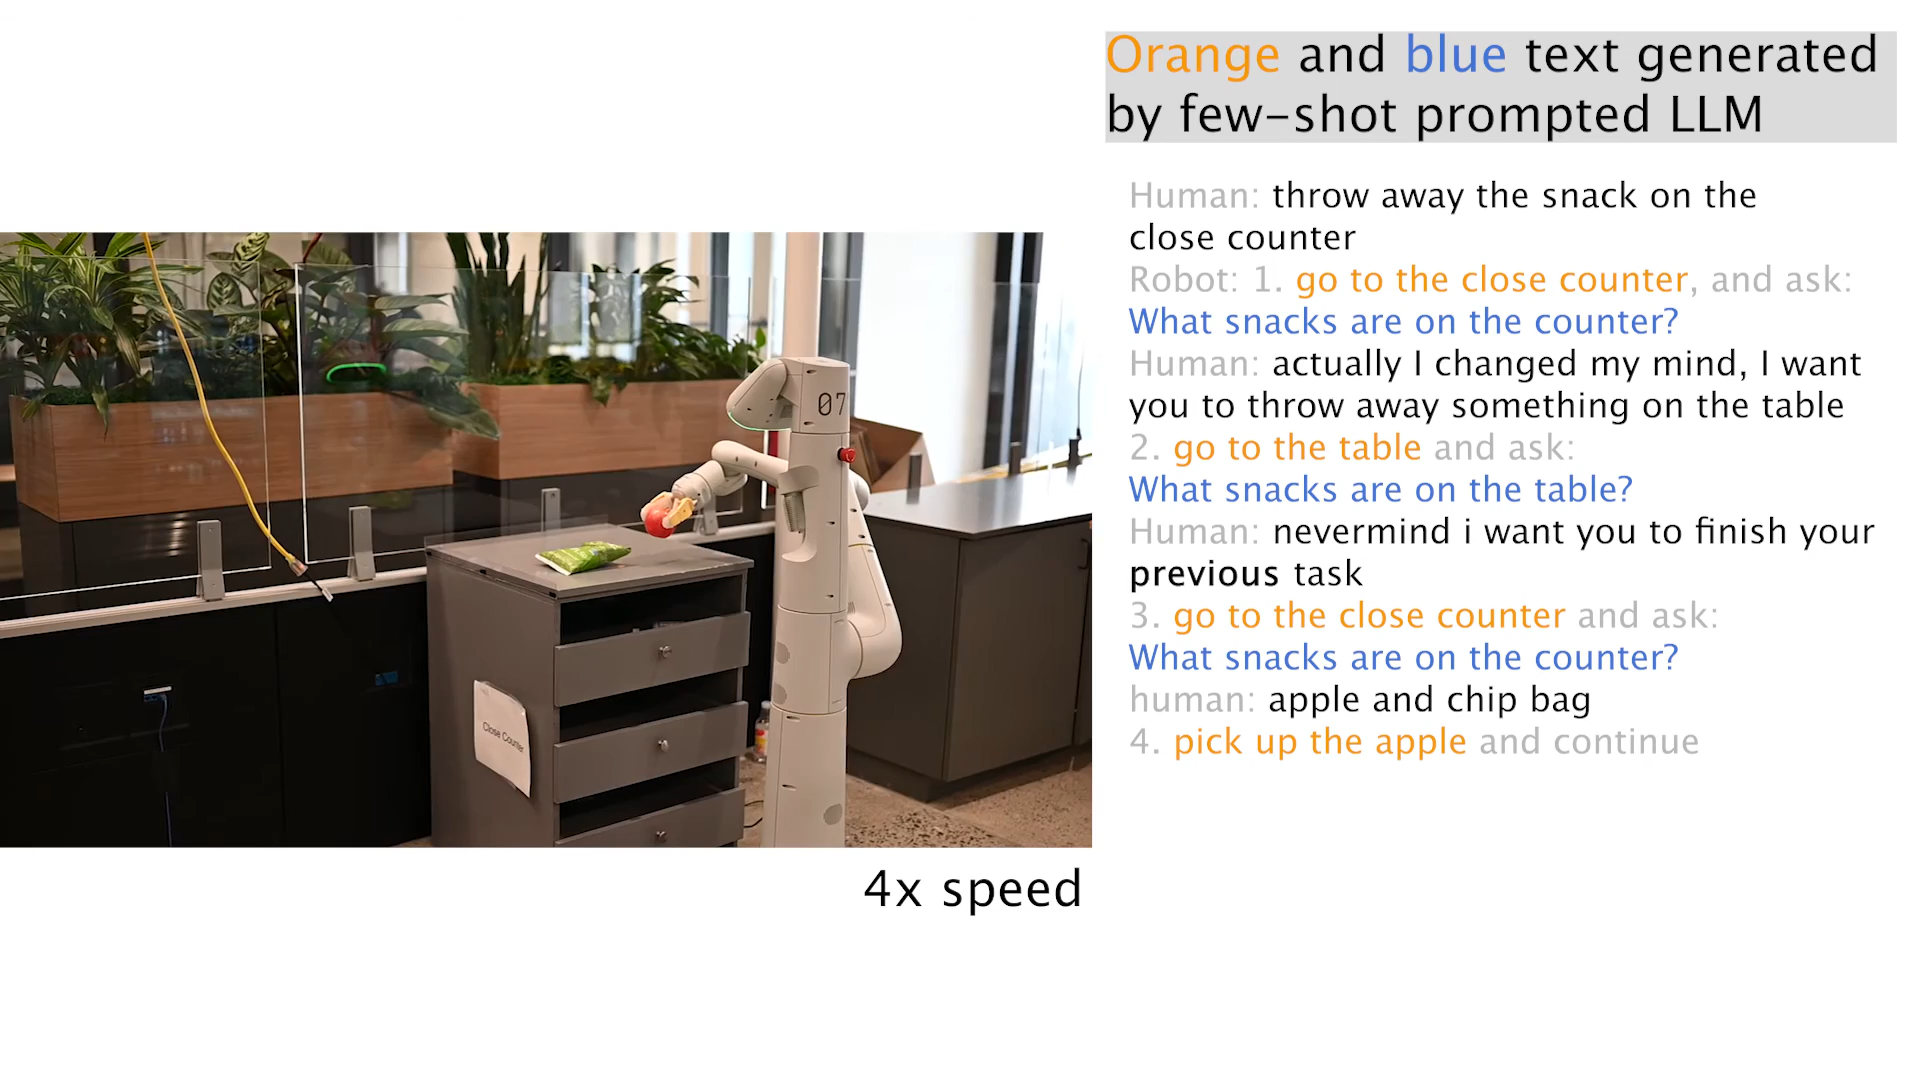 Orange and blue text generated
by few-shot prompted LLM
Human: throw away the snack on the
close counter
Robot: 1. go to the close counter, and ask:
What snacks are on the counter?
Human: actually I changed my mind, I want
you to throw away something on the table
2. go to the table and ask:
What snacks are on the table?
Human: nevermind i want you to finish your
previous task
3. go to the close counter and ask:
What snacks are on the counter?
human: apple and chip bag
4. pick up the apple and continue
07
Close Counter
4x speed